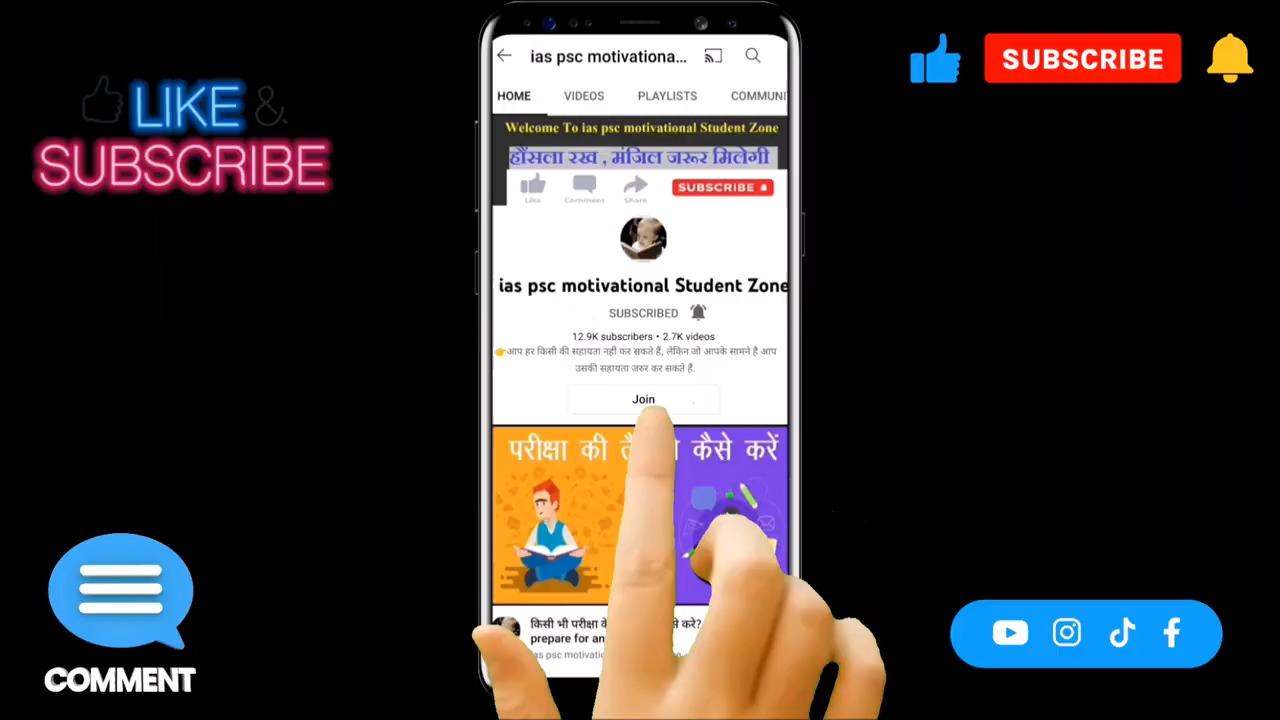 LIKE &
SUBSCRIBE
SUBSCRIBE
ias psc motivationa...
HOME VIDEOS PLAYLISTS COMMUNI
Welcome To ias psc motivational Student Zone
हौंसला रख , मंजिल जरूर मिलेगी
Like Comment Share SUBSCRIBE
ias psc motivational Student Zone
SUBSCRIBED
12.9K subscribers • 2.7K videos
👉आप हर किसी की सहायता नहीं कर सकते हैं, लेकिन जो आपके सामने है आप
उसकी सहायता जरुर कर सकते हैं.
Join
परीक्षा की कैसे करें
किसी भी परीक्षा से करे?
prepare for an
ias psc motivationa
COMMENT